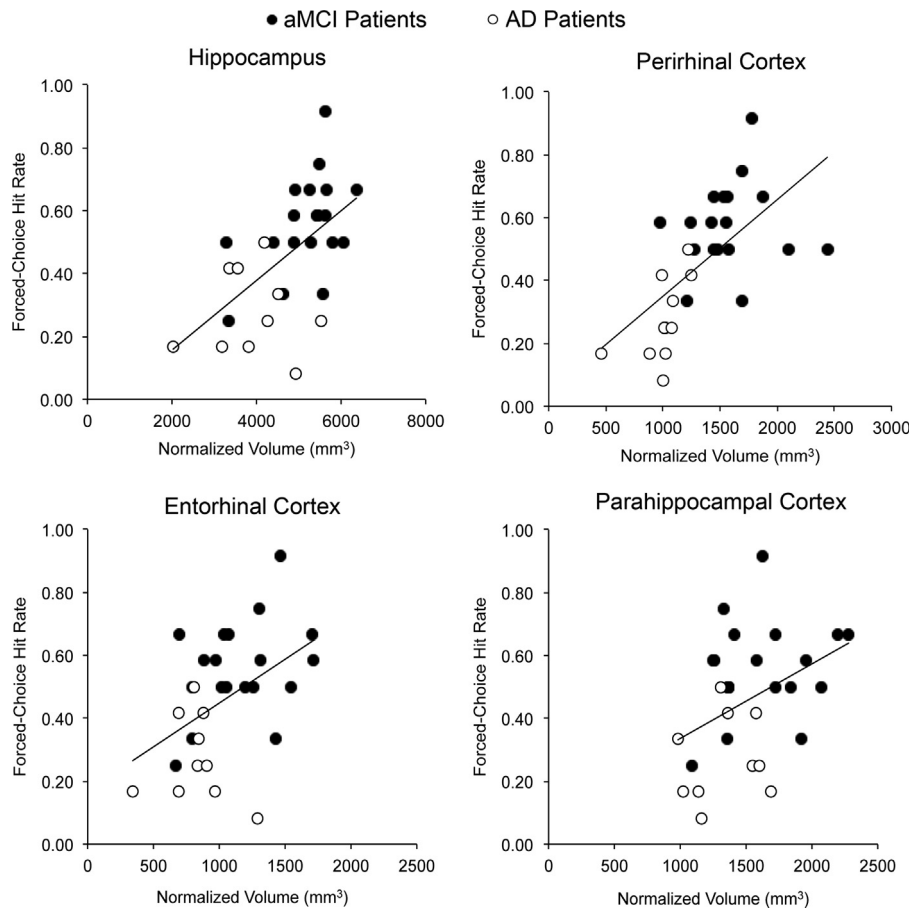 ● aMCI Patients ○ AD Patients
Hippocampus
Forced-Choice Hit Rate
1.00
0.80
0.60
0.40
0.20
0.00
0 2000 4000 6000 8000
Normalized Volume (mm³)
Perirhinal Cortex
Forced-Choice Hit Rate
1.00
0.80
0.60
0.40
0.20
0.00
0 500 1000 1500 2000 2500 3000
Normalized Volume (mm³)
Entorhinal Cortex
Forced-Choice Hit Rate
1.00
0.80
0.60
0.40
0.20
0.00
0 500 1000 1500 2000 2500
Normalized Volume (mm³)
Parahippocampal Cortex
Forced-Choice Hit Rate
1.00
0.80
0.60
0.40
0.20
0.00
0 500 1000 1500 2000 2500
Normalized Volume (mm³)